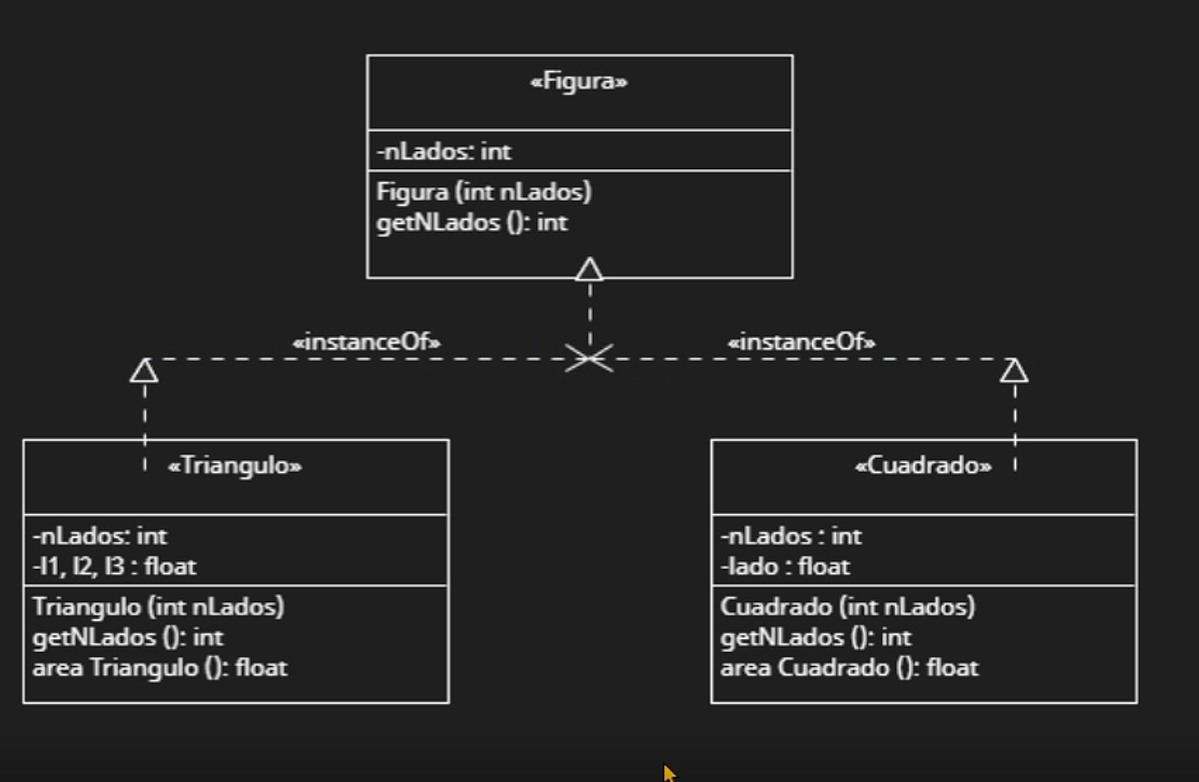 «Figura»
-nLados: int
Figura (int nLados)
getNLados (): int
«instanceOf»
«instanceOf»
«Triangulo»
-nLados: int
-l1, l2, l3 : float
Triangulo (int nLados)
getNLados (): int
area Triangulo (): float
«Cuadrado»
-nLados : int
-lado : float
Cuadrado (int nLados)
getNLados (): int
area Cuadrado (): float